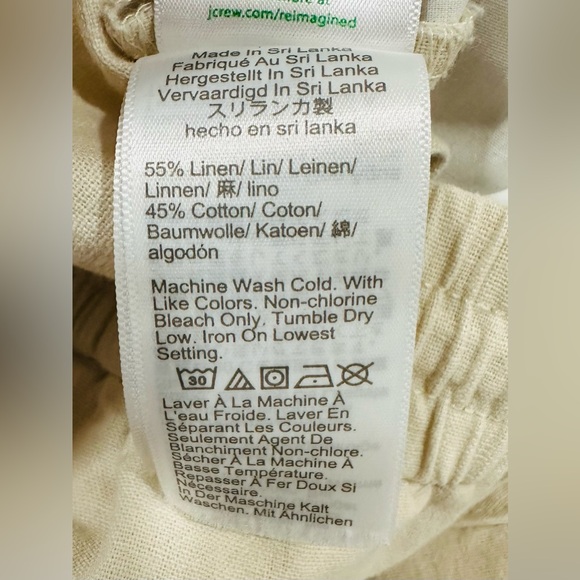 jcrew.com/reimagined
Made In Sri Lanka
Fabriqué Au Sri Lanka
Hergestellt In Sri Lanka
Vervaardigd In Sri Lanka
スリランカ製
hecho en sri lanka
55% Linen/ Lin/ Leinen/
Linnen/ 麻/ lino
45% Cotton/ Coton/
Baumwolle/ Katoen/ 綿/
algodón
Machine Wash Cold. With
Like Colors. Non-chlorine
Bleach Only. Tumble Dry
Low. Iron On Lowest
Setting.
30
Laver À La Machine À
L'eau Froide. Laver En
Séparant Les Couleurs.
Seulement Agent De
Blanchiment Non-chlore.
Sécher À La Machine À
Basse Température.
Repasser À Fer Doux Si
Nécessaire.
In Der Maschine Kalt
Waschen. Mit Ähnlichen